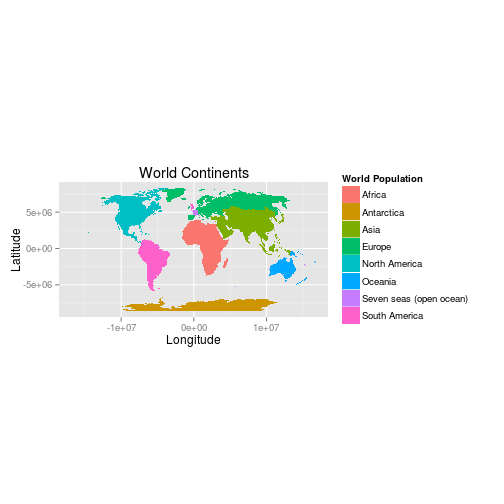 World Continents
World Population
Africa
Antarctica
Asia
Europe
North America
Oceania
Seven seas (open ocean)
South America
Latitude
5e+06
0e+00
-5e+06
-1e+07 0e+00 1e+07
Longitude